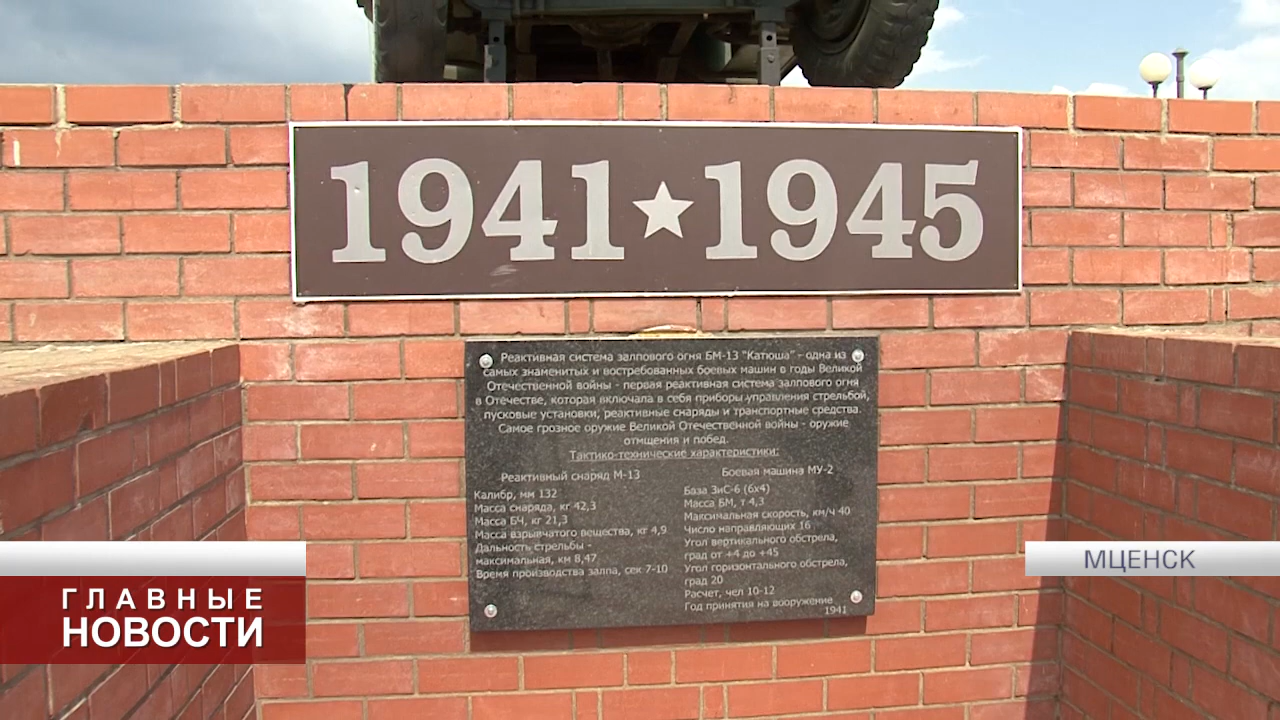 1941★1945
Реактивная система залпового огня БМ-13 "Катюша" - одна из
самых знаменитых и востребованных боевых машин в годы Великой
Отечественной войны - первая реактивная система залпового огня
в Отечестве, которая включала в себя приборы управления стрельбой,
пусковые установки, реактивные снаряды и транспортные средства.
Самое грозное оружие Великой Отечественной войны - оружие
отмщения и побед.
Тактико-технические характеристики:
Реактивный снаряд М-13
Калибр, мм 132
Масса снаряда, кг 42,3
Масса БЧ, кг 21,3
Масса взрывчатого вещества, кг 4,9
Дальность стрельбы -
максимальная, км 8,47
Время производства залпа, сек 7-10
Боевая машина МУ-2
База ЗиС-6 (6х4)
Масса БМ, т 4,3
Максимальная скорость, км/ч 40
Число направляющих 16
Угол вертикального обстрела,
град от +4 до +45
Угол горизонтального обстрела,
град 20
Расчет, чел 10-12
Год принятия на вооружение
1941
МЦЕНСК
ГЛАВНЫЕ
НОВОСТИ